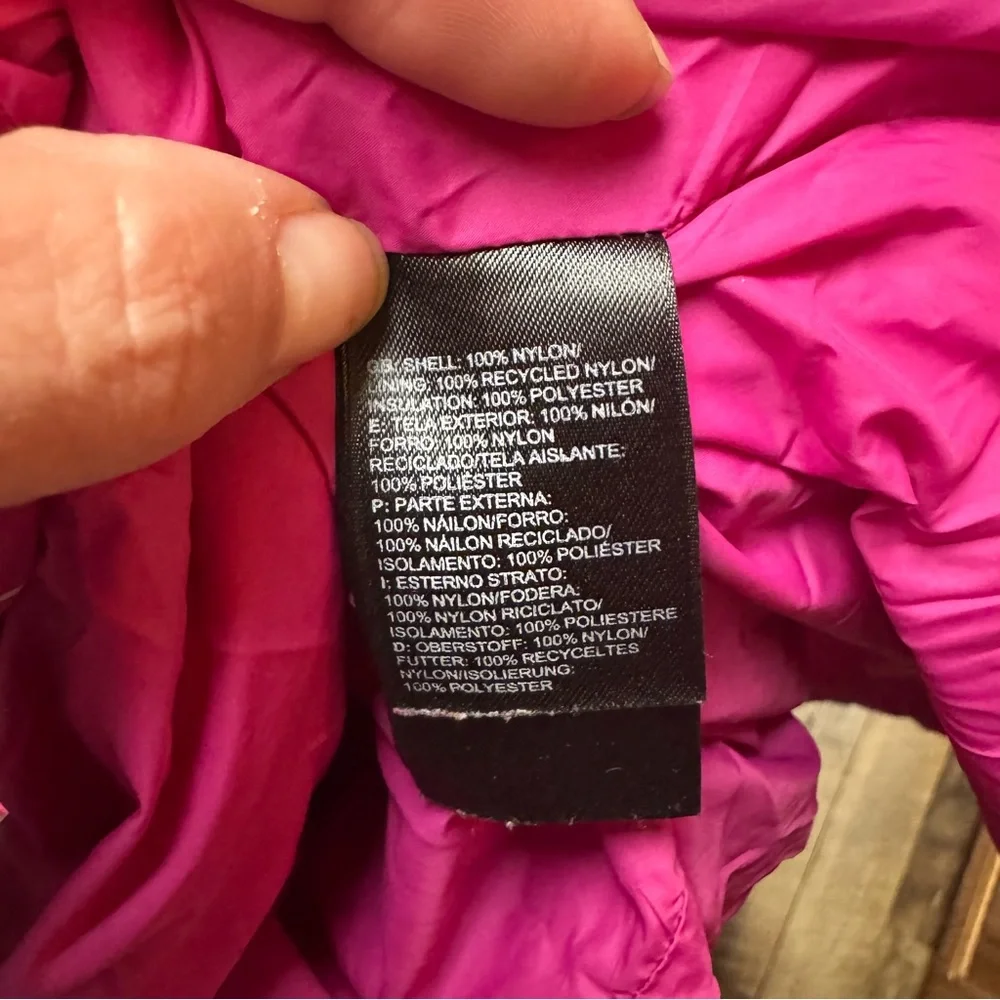 GB: SHELL: 100% NYLON/
LINING: 100% RECYCLED NYLON/
INSULATION: 100% POLYESTER
E: TELA EXTERIOR: 100% NILÓN/
FORRO: 100% NYLON
RECICLADO/TELA AISLANTE:
100% POLIÉSTER
P: PARTE EXTERNA:
100% NÁILON/FORRO:
100% NÁILON RECICLADO/
ISOLAMENTO: 100% POLIÉSTER
I: ESTERNO STRATO:
100% NYLON/FODERA:
100% NYLON RICICLATO/
ISOLAMENTO: 100% POLIESTERE
D: OBERSTOFF: 100% NYLON/
FUTTER: 100% RECYCELTES
NYLON/ISOLIERUNG:
100% POLYESTER